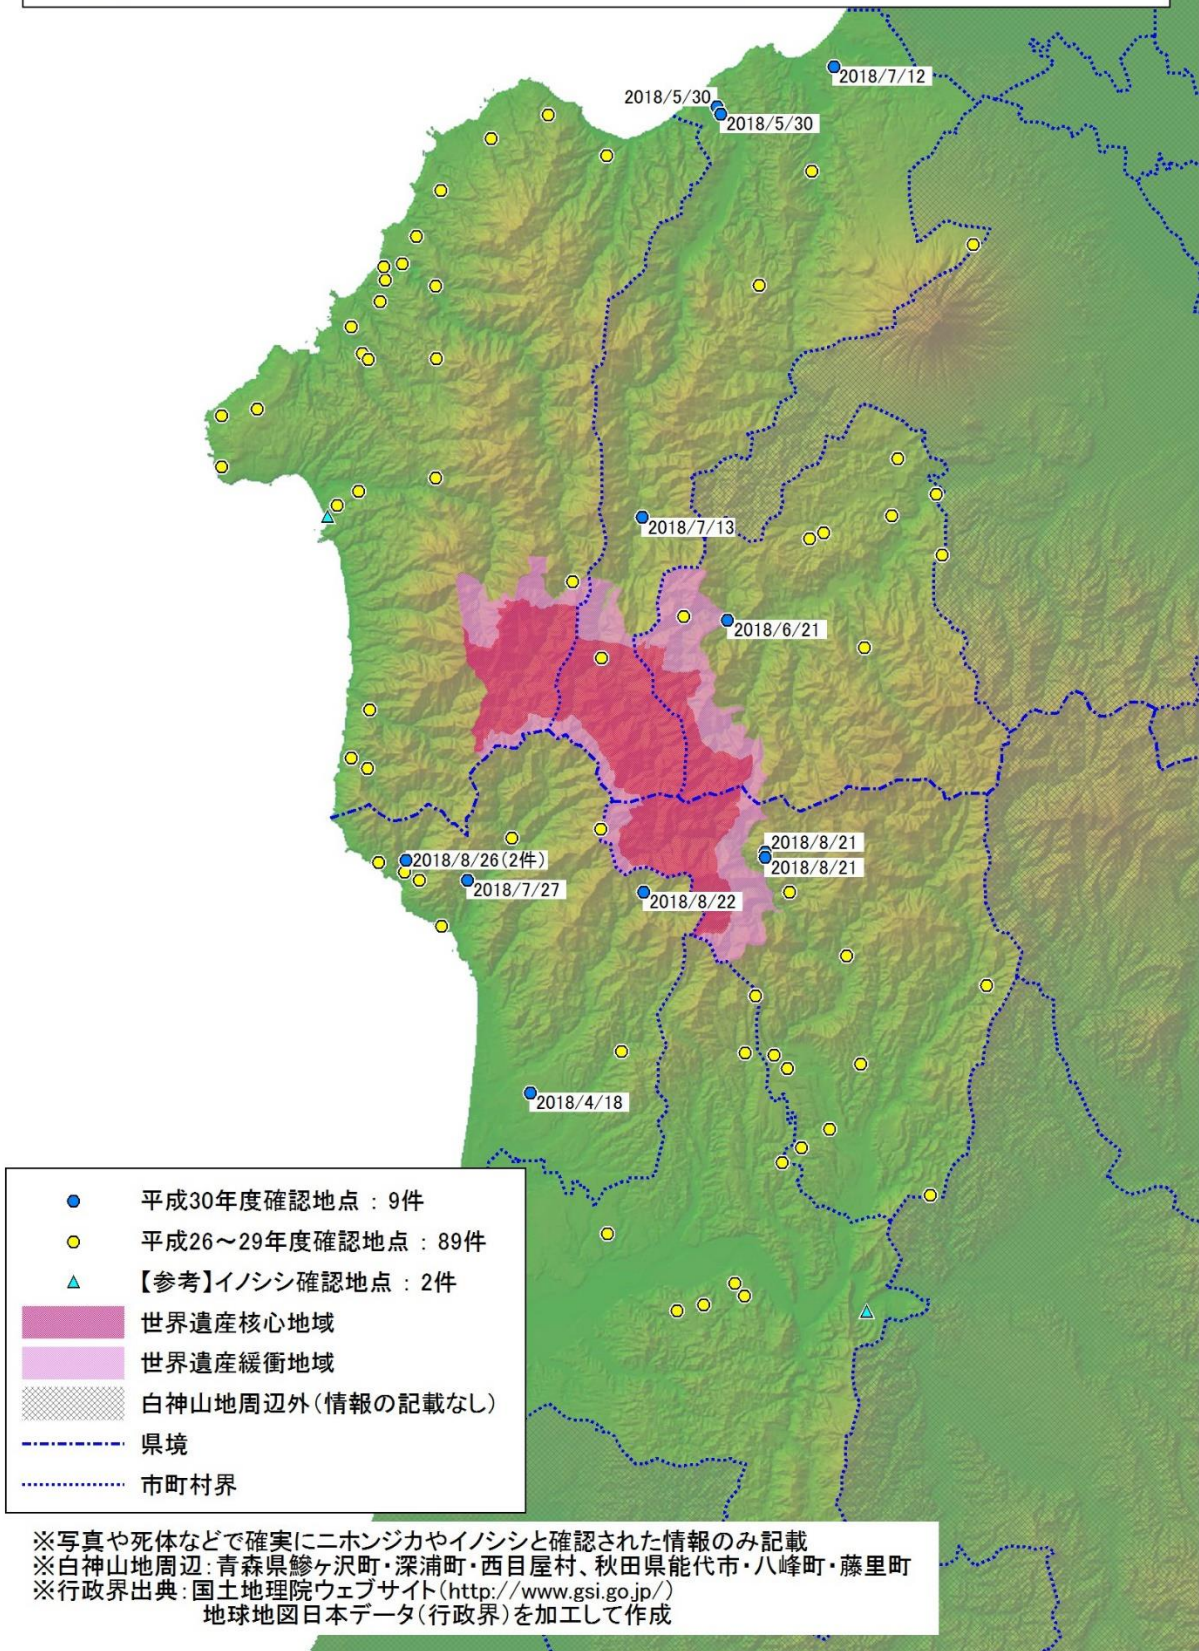 2018/7/12
2018/5/30
2018/5/30
2018/7/13
2018/6/21
2018/8/21
2018/8/21
2018/8/26(2件)
2018/7/27
2018/8/22
2018/4/18
平成30年度確認地点 : 9件
平成26～29年度確認地点 : 89件
【参考】イノシシ確認地点 : 2件
世界遺産核心地域
世界遺産緩衝地域
白神山地周辺外(情報の記載なし)
県境
市町村界
※写真や死体などで確実にニホンジカやイノシシと確認された情報のみ記載
※白神山地周辺:青森県鰺ヶ沢町・深浦町・西目屋村、秋田県能代市・八峰町・藤里町
※行政界出典:国土地理院ウェブサイト(http://www.gsi.go.jp/)
地球地図日本データ(行政界)を加工して作成